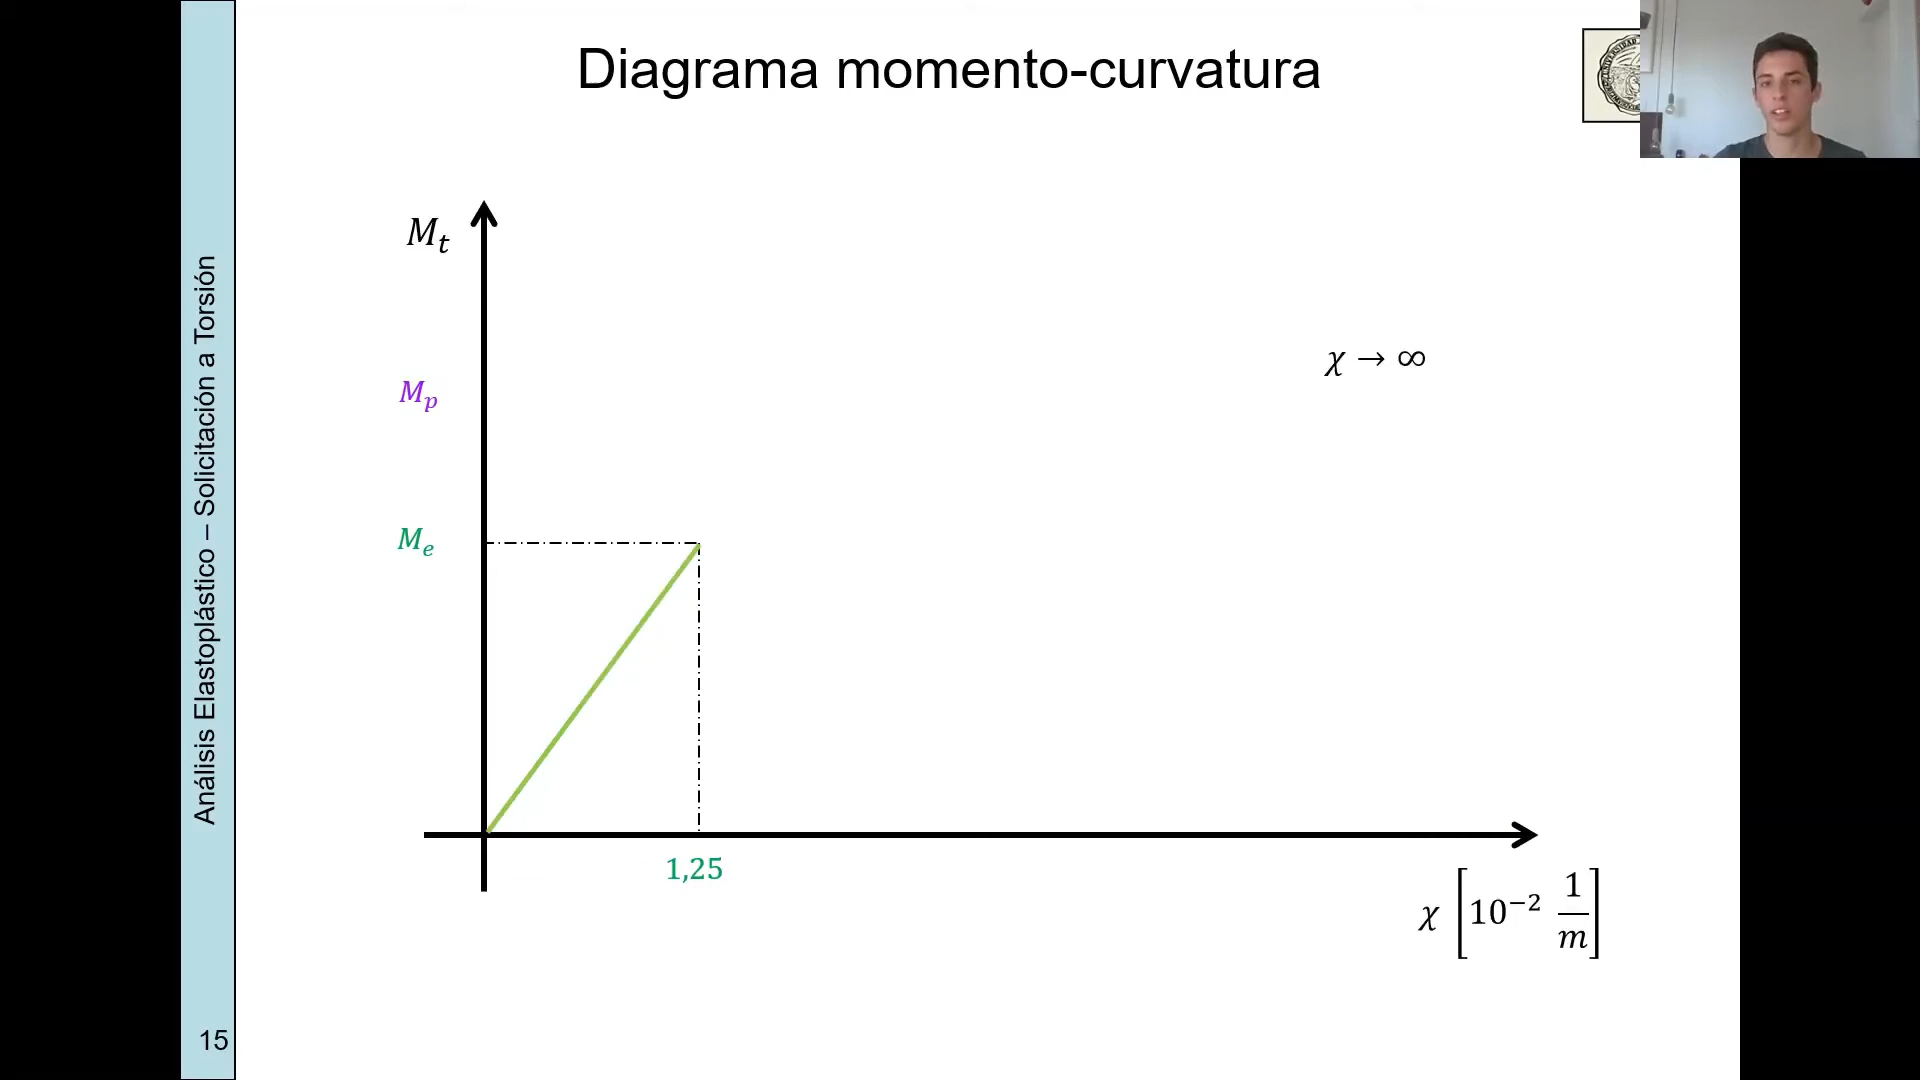 Diagrama momento-curvatura
Análisis Elastoplástico – Solicitación a Torsión
M_t
χ → ∞
M_p
M_e
1,25
χ [10⁻² 1/m]
15